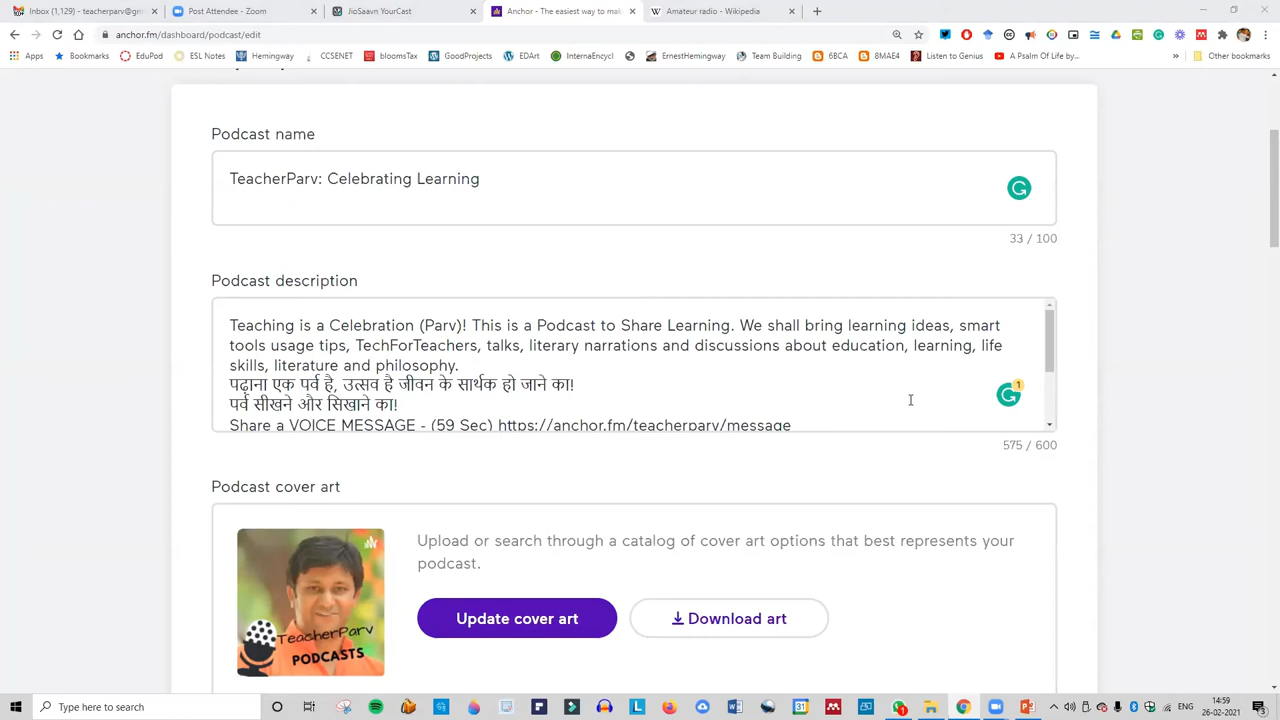 Inbox (1,129) - teacherparv@gm
Post Attendee - Zoom
JioSaavn YourCast
Anchor - The easiest way to mak
Amateur radio - Wikipedia
anchor.fm/dashboard/podcast/edit
Apps
Bookmarks
EduPod
ESL Notes
Hemingway
CCSENET
bloomsTax
GoodProjects
EDArt
InternaEncycl
ErnestHemingway
Team Building
6BCA
8MAE4
Listen to Genius
A Psalm Of Life by...
Other bookmarks
Podcast name
TeacherParv: Celebrating Learning
33 / 100
Podcast description
Teaching is a Celebration (Parv)! This is a Podcast to Share Learning. We shall bring learning ideas, smart
tools usage tips, TechForTeachers, talks, literary narrations and discussions about education, learning, life
skills, literature and philosophy.
पढ़ाना एक पर्व है, उत्सव है जीवन के सार्थक हो जाने का!
पर्व सीखने और सिखाने का!
Share a VOICE MESSAGE - (59 Sec) https://anchor.fm/teacherparv/message
1
575 / 600
Podcast cover art
Upload or search through a catalog of cover art options that best represents your
podcast.
Update cover art
Download art
TeacherParv
PODCASTS
Type here to search
ENG
14:59
26-02-2021